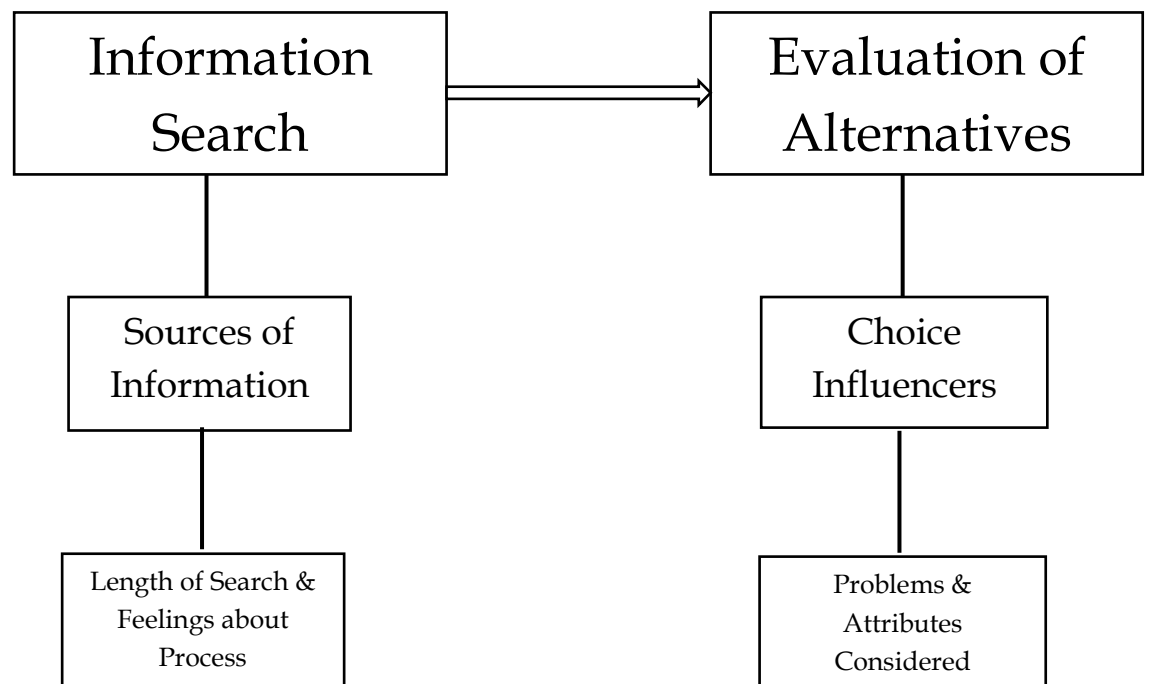 Information
Search
Evaluation of
Alternatives
Sources of
Information
Choice
Influencers
Length of Search &
Feelings about
Process
Problems &
Attributes
Considered